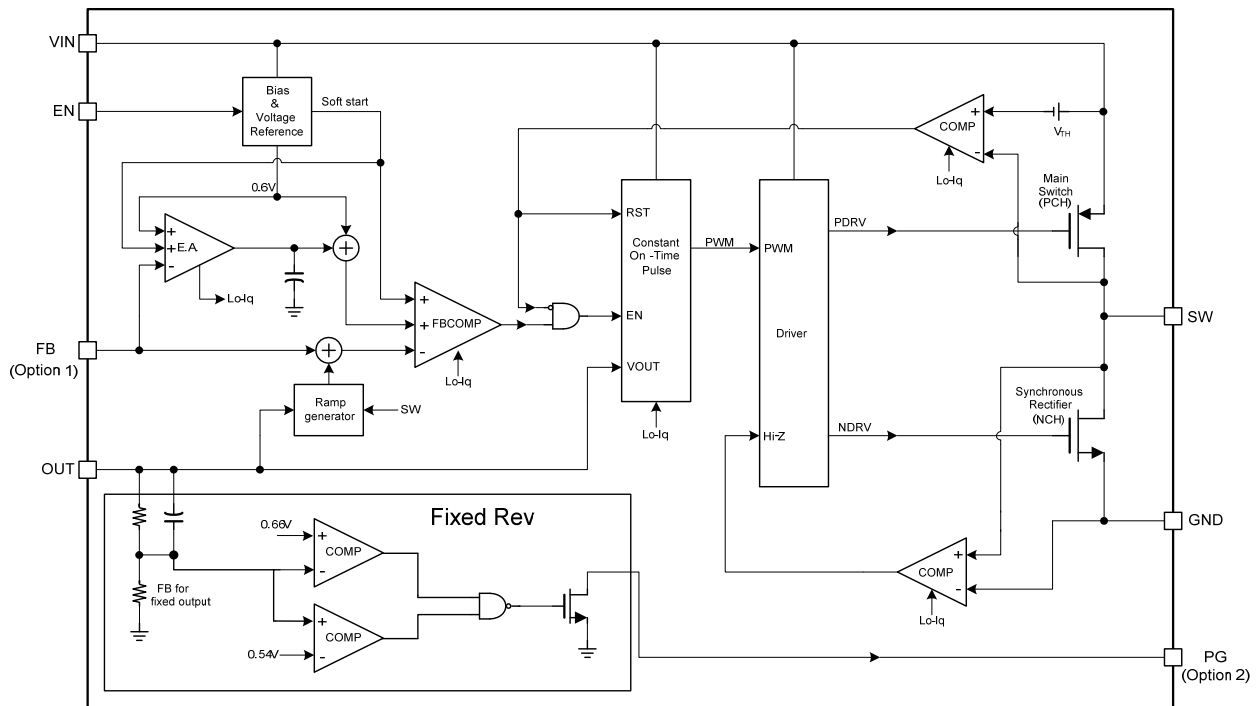 VIN
EN
Bias
&
Voltage
Reference
Soft start
0.6V
+
+
-
E.A.
Lo-Iq
+
FB
(Option 1)
+
Ramp
generator
SW
+
+
-
FBCOMP
Lo-Iq
RST
Constant
On -Time
Pulse
EN
VOUT
Lo-Iq
PWM
PWM
Driver
Hi-Z
PDRV
NDRV
+
-
COMP
Lo-Iq
VTH
Main
Switch
(PCH)
SW
Synchronous
Rectifier
(NCH)
GND
+
-
COMP
Lo-Iq
OUT
FB for
fixed output
Fixed Rev
0.66V
+
-
COMP
+
-
COMP
0.54V
PG
(Option 2)